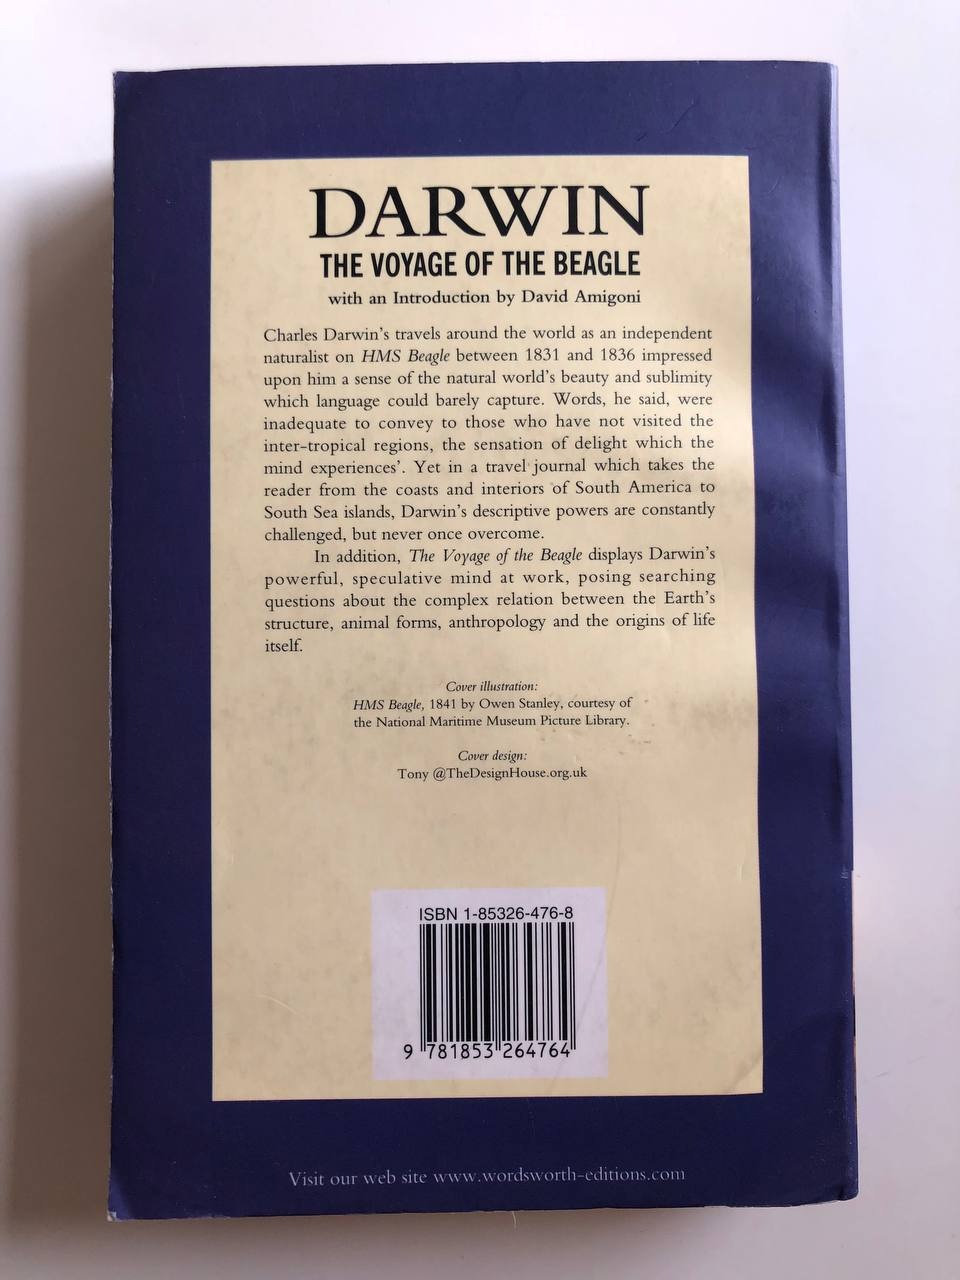 DARWIN
THE VOYAGE OF THE BEAGLE
with an Introduction by David Amigoni
Charles Darwin's travels around the world as an independent
naturalist on HMS Beagle between 1831 and 1836 impressed
upon him a sense of the natural world's beauty and sublimity
which language could barely capture. Words, he said, were
inadequate to convey to those who have not visited the
inter-tropical regions, the sensation of delight which the
mind experiences'. Yet in a travel journal which takes the
reader from the coasts and interiors of South America to
South Sea islands, Darwin's descriptive powers are constantly
challenged, but never once overcome.
In addition, The Voyage of the Beagle displays Darwin's
powerful, speculative mind at work, posing searching
questions about the complex relation between the Earth's
structure, animal forms, anthropology and the origins of life
itself.
Cover illustration:
HMS Beagle, 1841 by Owen Stanley, courtesy of
the National Maritime Museum Picture Library.
Cover design:
Tony @TheDesignHouse.org.uk
ISBN 1-85326-476-8
9 781853 264764
Visit our web site www.wordsworth-editions.com